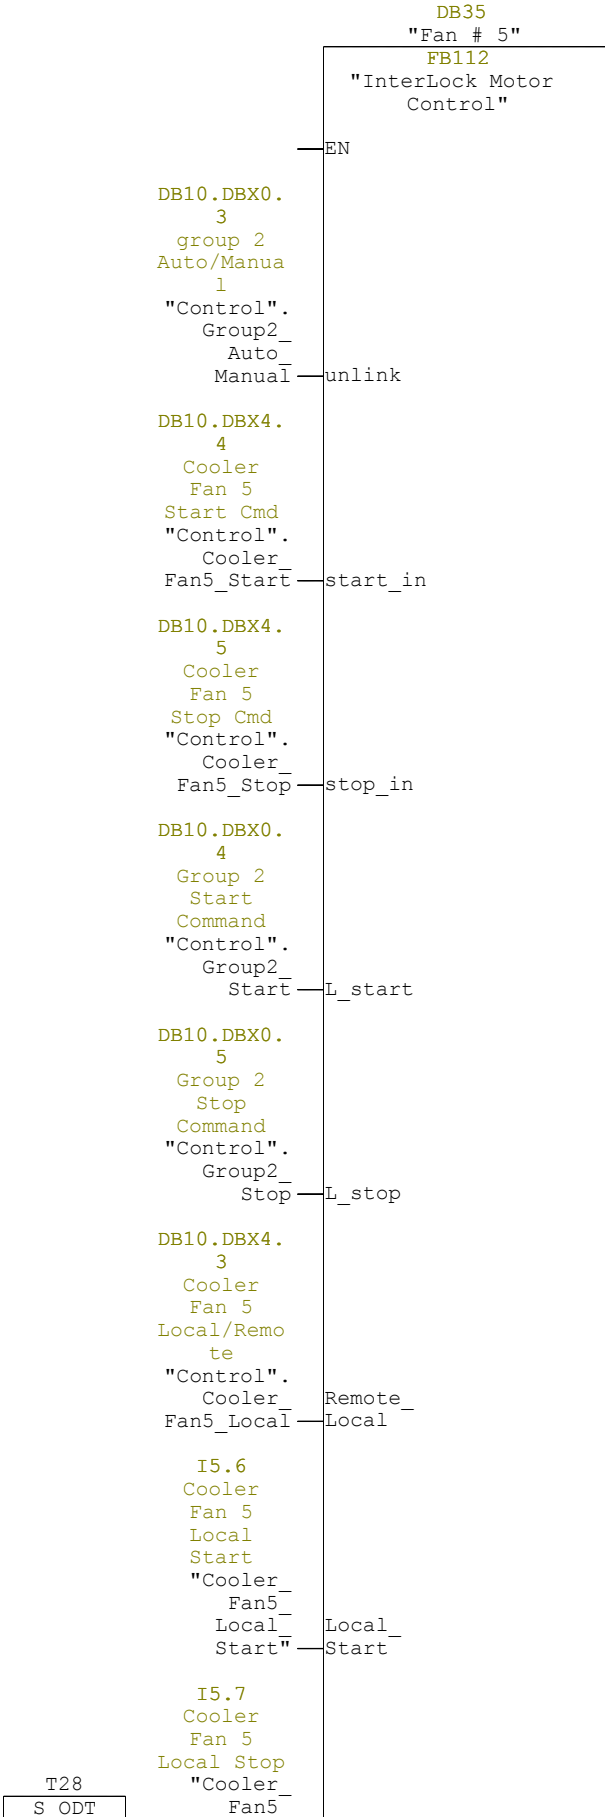 DB35
"Fan # 5"
FB112
"InterLock Motor
Control"
EN
DB10.DBX0.
3
group 2
Auto/Manua
l
"Control".
Group2_
Auto_
Manual unlink
DB10.DBX4.
4
Cooler
Fan 5
Start Cmd
"Control".
Cooler_
Fan5_Start start_in
DB10.DBX4.
5
Cooler
Fan 5
Stop Cmd
"Control".
Cooler_
Fan5_Stop stop_in
DB10.DBX0.
4
Group 2
Start
Command
"Control".
Group2_
Start L_start
DB10.DBX0.
5
Group 2
Stop
Command
"Control".
Group2_
Stop L_stop
DB10.DBX4.
3
Cooler
Fan 5
Local/Remo
te
"Control".
Cooler_ Remote_
Fan5_Local Local
I5.6
Cooler
Fan 5
Local
Start
"Cooler_
Fan5_
Local_ Local_
Start" Start
I5.7
Cooler
Fan 5
Local Stop
T28 "Cooler_
S ODT Fan5